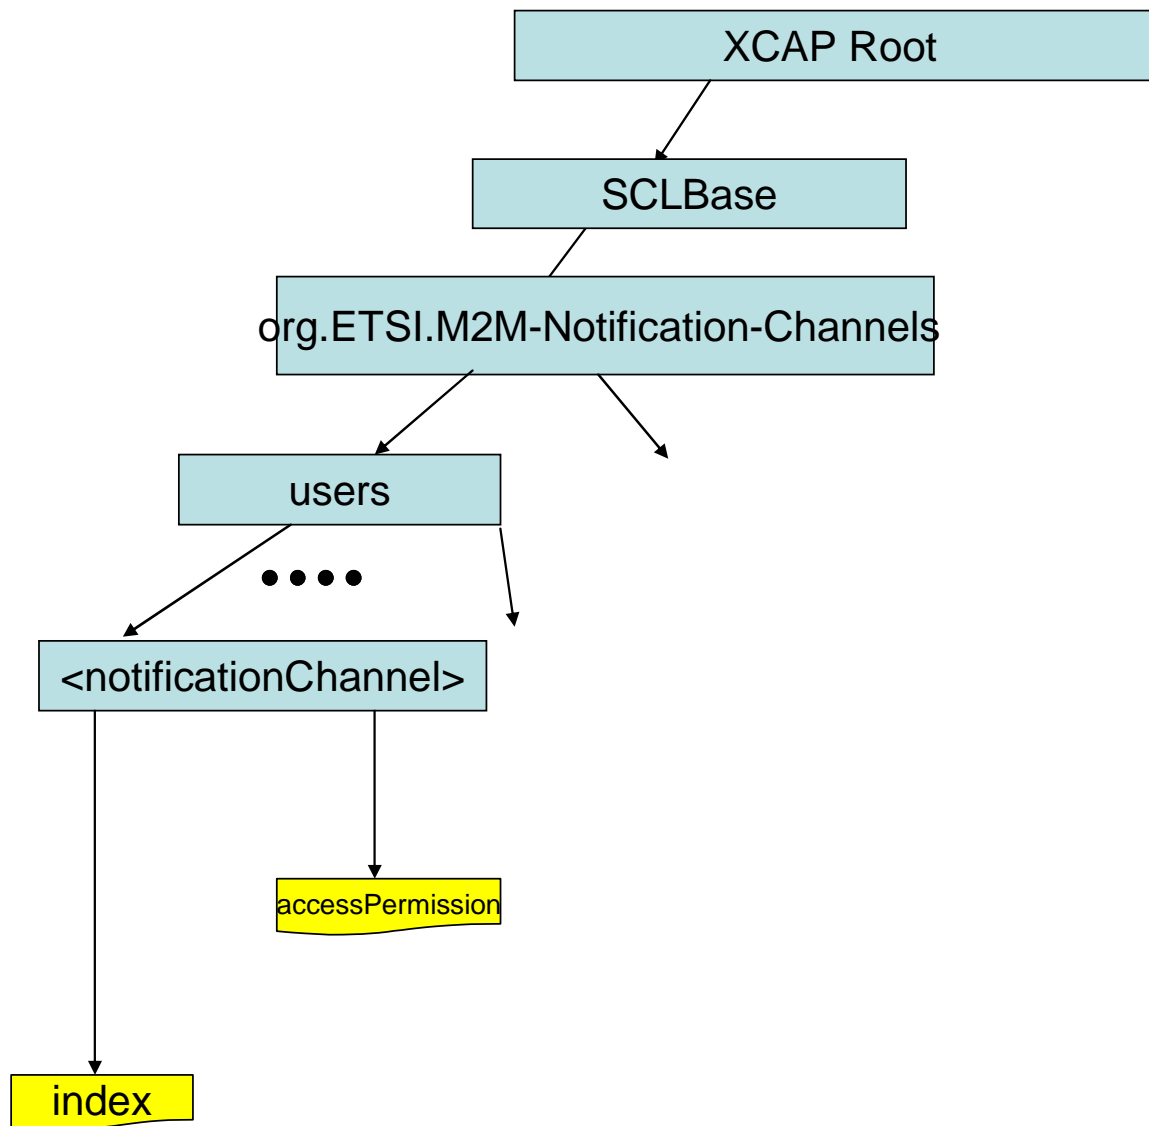 XCAP Root
SCLBase
org.ETSI.M2M-Notification-Channels
users
<notificationChannel>
accessPermission
index